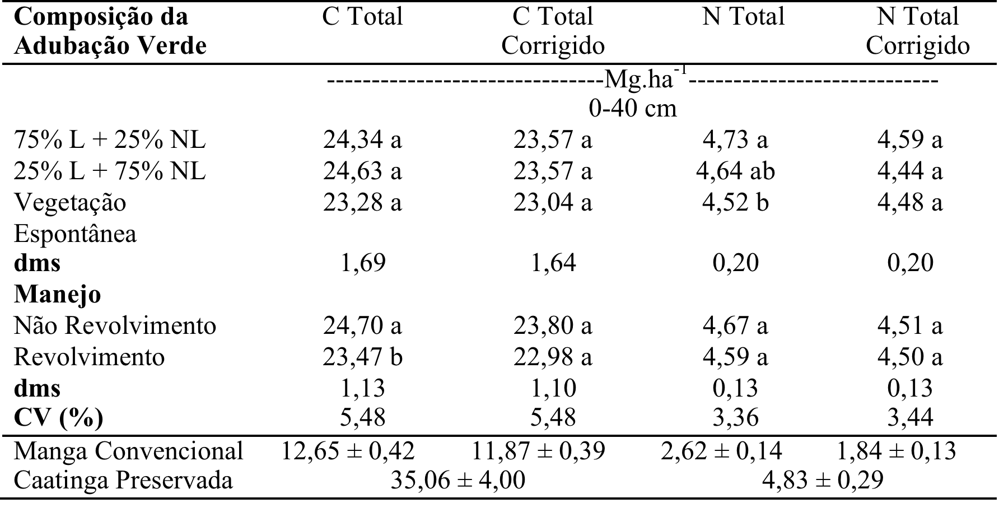 Composição da C Total C Total N Total N Total
Adubação Verde Corrigido Corrigido
-------------------------------Mg.ha-1----------------------------
0-40 cm
75% L + 25% NL 24,34 a 23,57 a 4,73 a 4,59 a
25% L + 75% NL 24,63 a 23,57 a 4,64 ab 4,44 a
Vegetação 23,28 a 23,04 a 4,52 b 4,48 a
Espontânea
dms 1,69 1,64 0,20 0,20
Manejo
Não Revolvimento 24,70 a 23,80 a 4,67 a 4,51 a
Revolvimento 23,47 b 22,98 a 4,59 a 4,50 a
dms 1,13 1,10 0,13 0,13
CV (%) 5,48 5,48 3,36 3,44
Manga Convencional 12,65 ± 0,42 11,87 ± 0,39 2,62 ± 0,14 1,84 ± 0,13
Caatinga Preservada 35,06 ± 4,00 4,83 ± 0,29